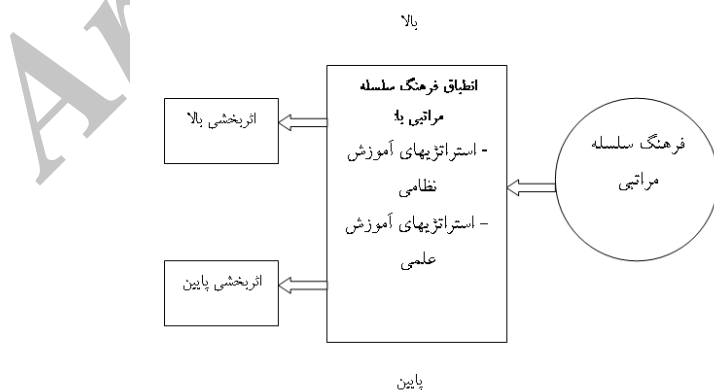 بالا
فرهنگ سلسله
مراتبی
انطباق فرهنگ سلسله
مراتبی با:
- استراتژیهای آموزش
نظامی
– استراتژیهای آموزش
علمی
اثربخشی بالا
اثربخشی پایین
پایین
Ar